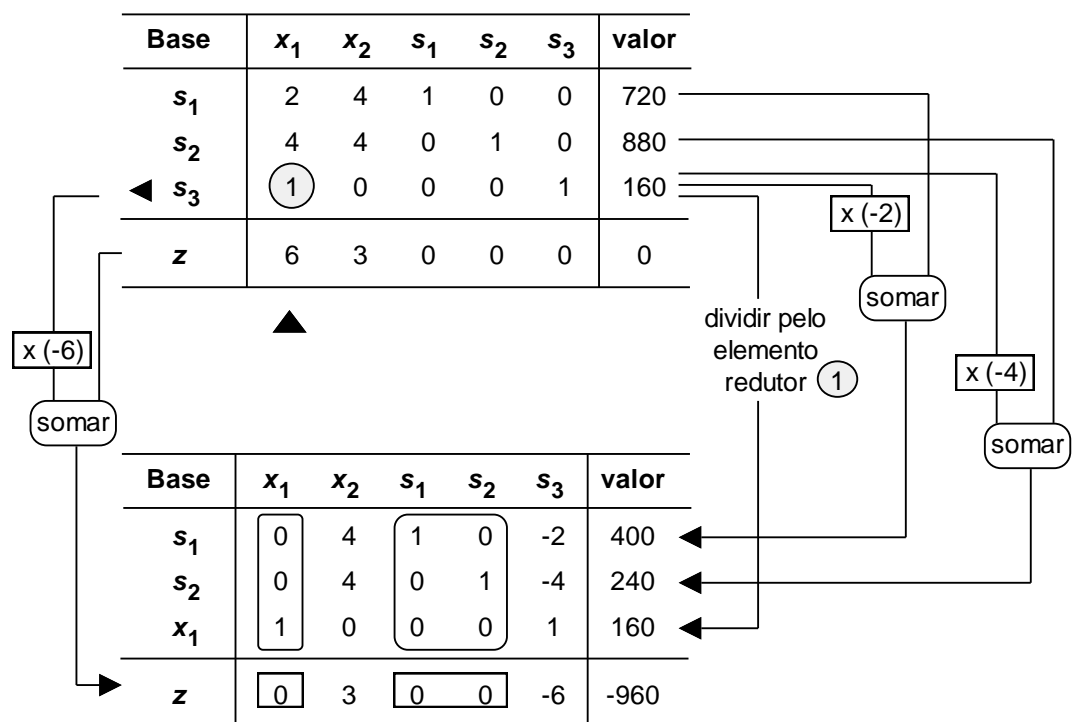 Base x1 x2 s1 s2 s3 valor
s1 2 4 1 0 0 720
s2 4 4 0 1 0 880
s3 1 0 0 0 1 160
x (-2)
z 6 3 0 0 0 0
somar
dividir pelo
elemento
redutor 1
x (-6)
x (-4)
somar
somar
Base x1 x2 s1 s2 s3 valor
s1 0 4 1 0 -2 400
s2 0 4 0 1 -4 240
x1 1 0 0 0 1 160
z 0 3 0 0 -6 -960